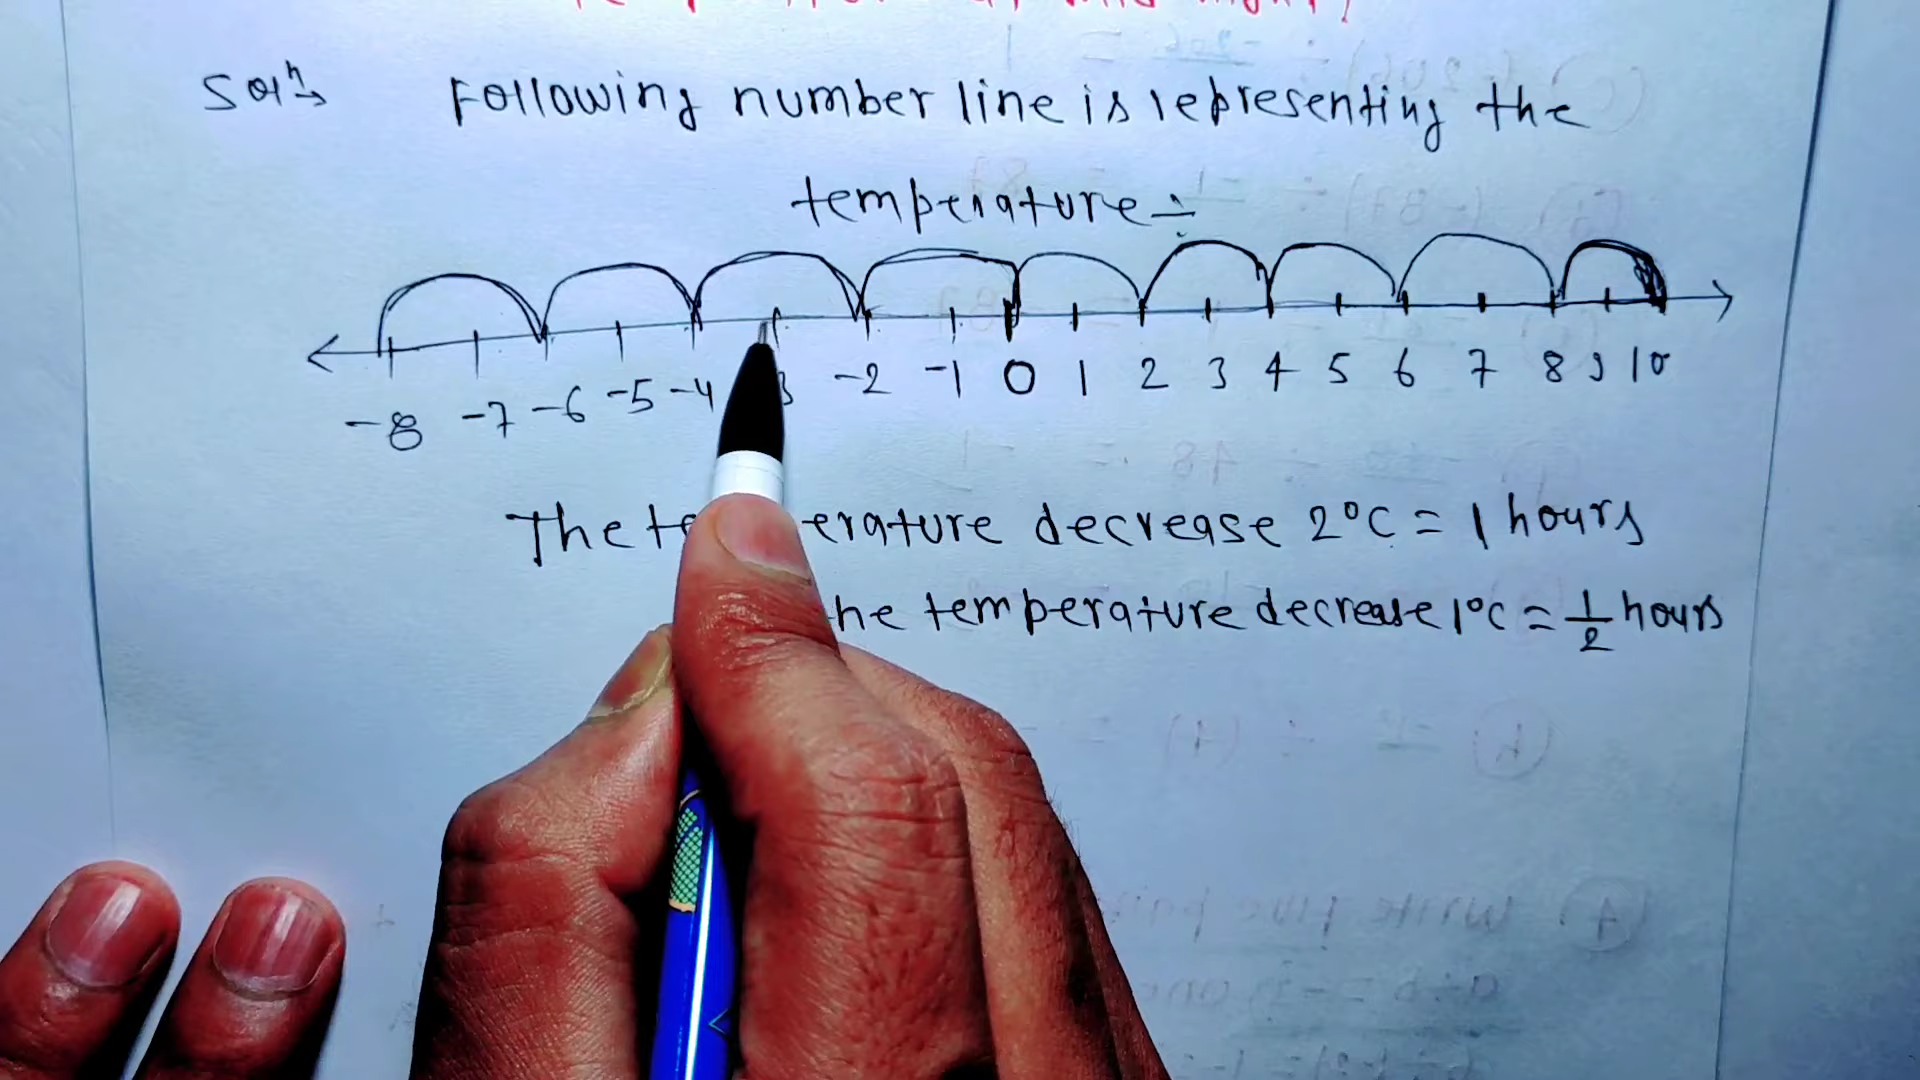 Solⁿ→ Following number line is representing the
temperature ÷
-8 -7 -6 -5 -4 3 -2 -1 0 1 2 3 4 5 6 7 8 9 10
The te erature decrease 2°C = 1 hours
he temperature decrease 1°C = 1/2 hours